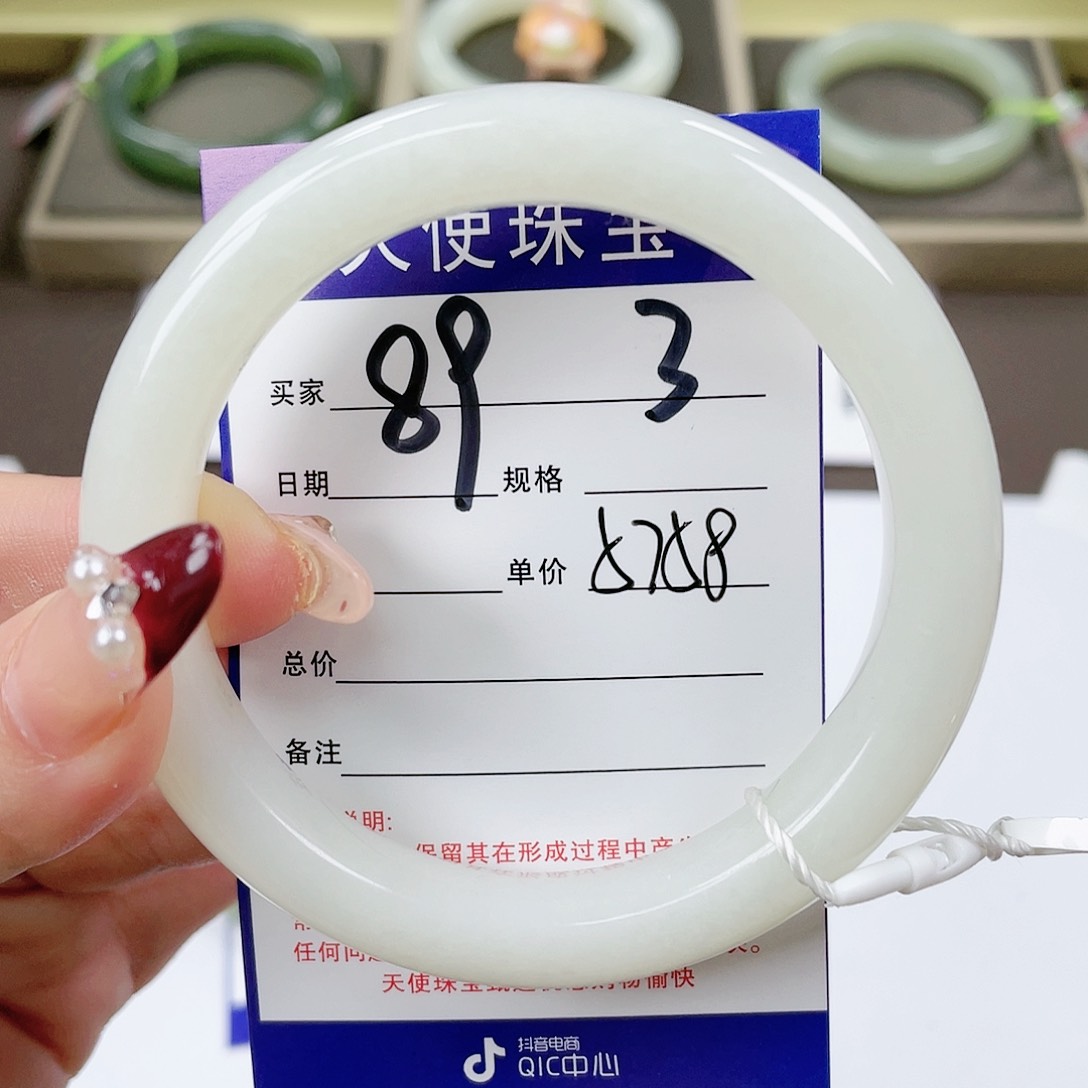 天使珠宝
89 3
买家
日期 规格
单价 5758
总价
备注
说明:
保留其在形成过程中产
任何问
天使珠宝 愉快
抖音电商
QIC中心